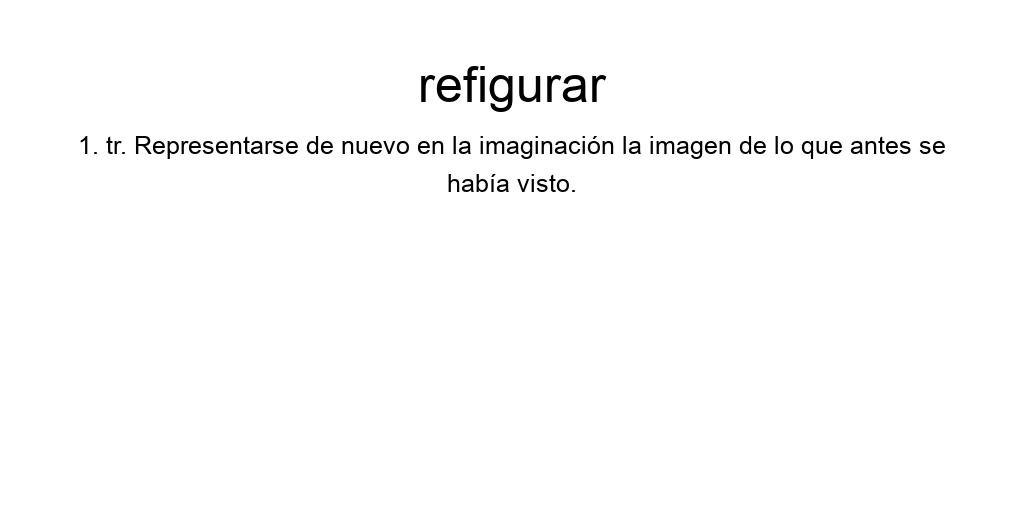 refigurar
1. tr. Representarse de nuevo en la imaginación la imagen de lo que antes se
había visto.